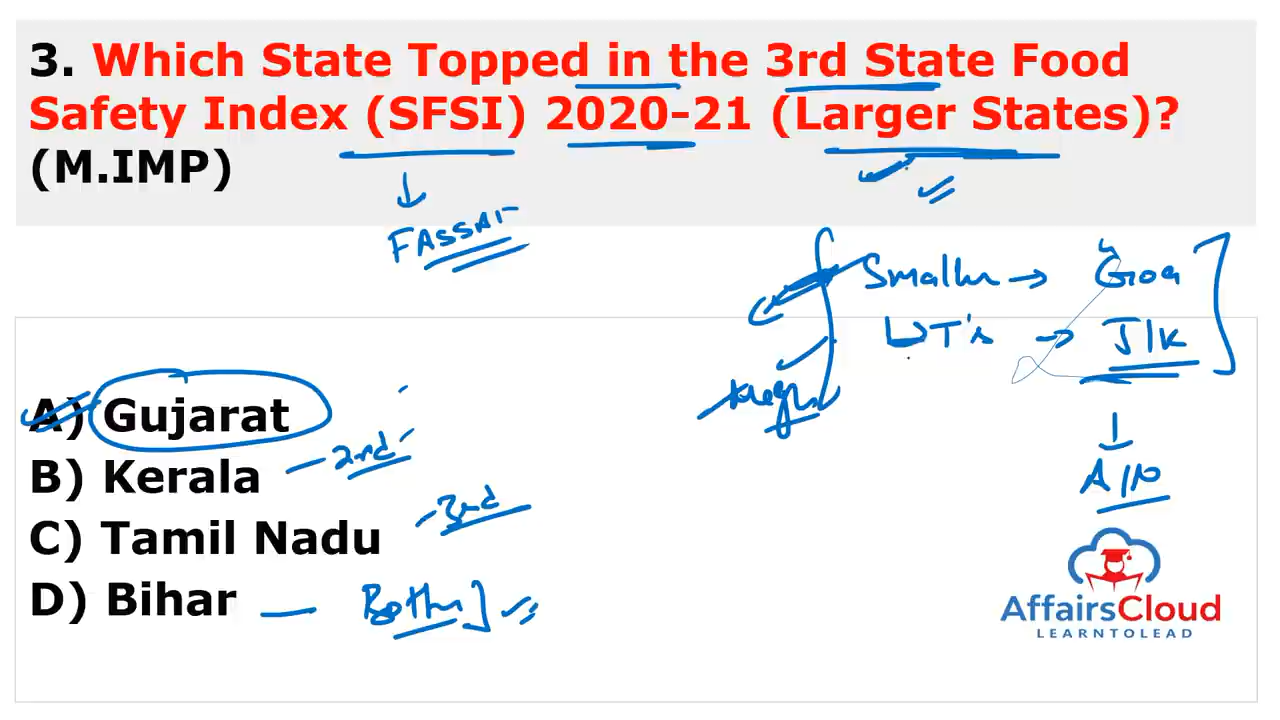 3. Which State Topped in the 3rd State Food
Safety Index (SFSI) 2020-21 (Larger States)?
(M.IMP)
FASSAI
Smaller → Goa
UT's → J/K
A) Gujarat
B) Kerala - 2nd
C) Tamil Nadu - 3rd
D) Bihar -
A/N
AffairsCloud
LEARNTOLEAD